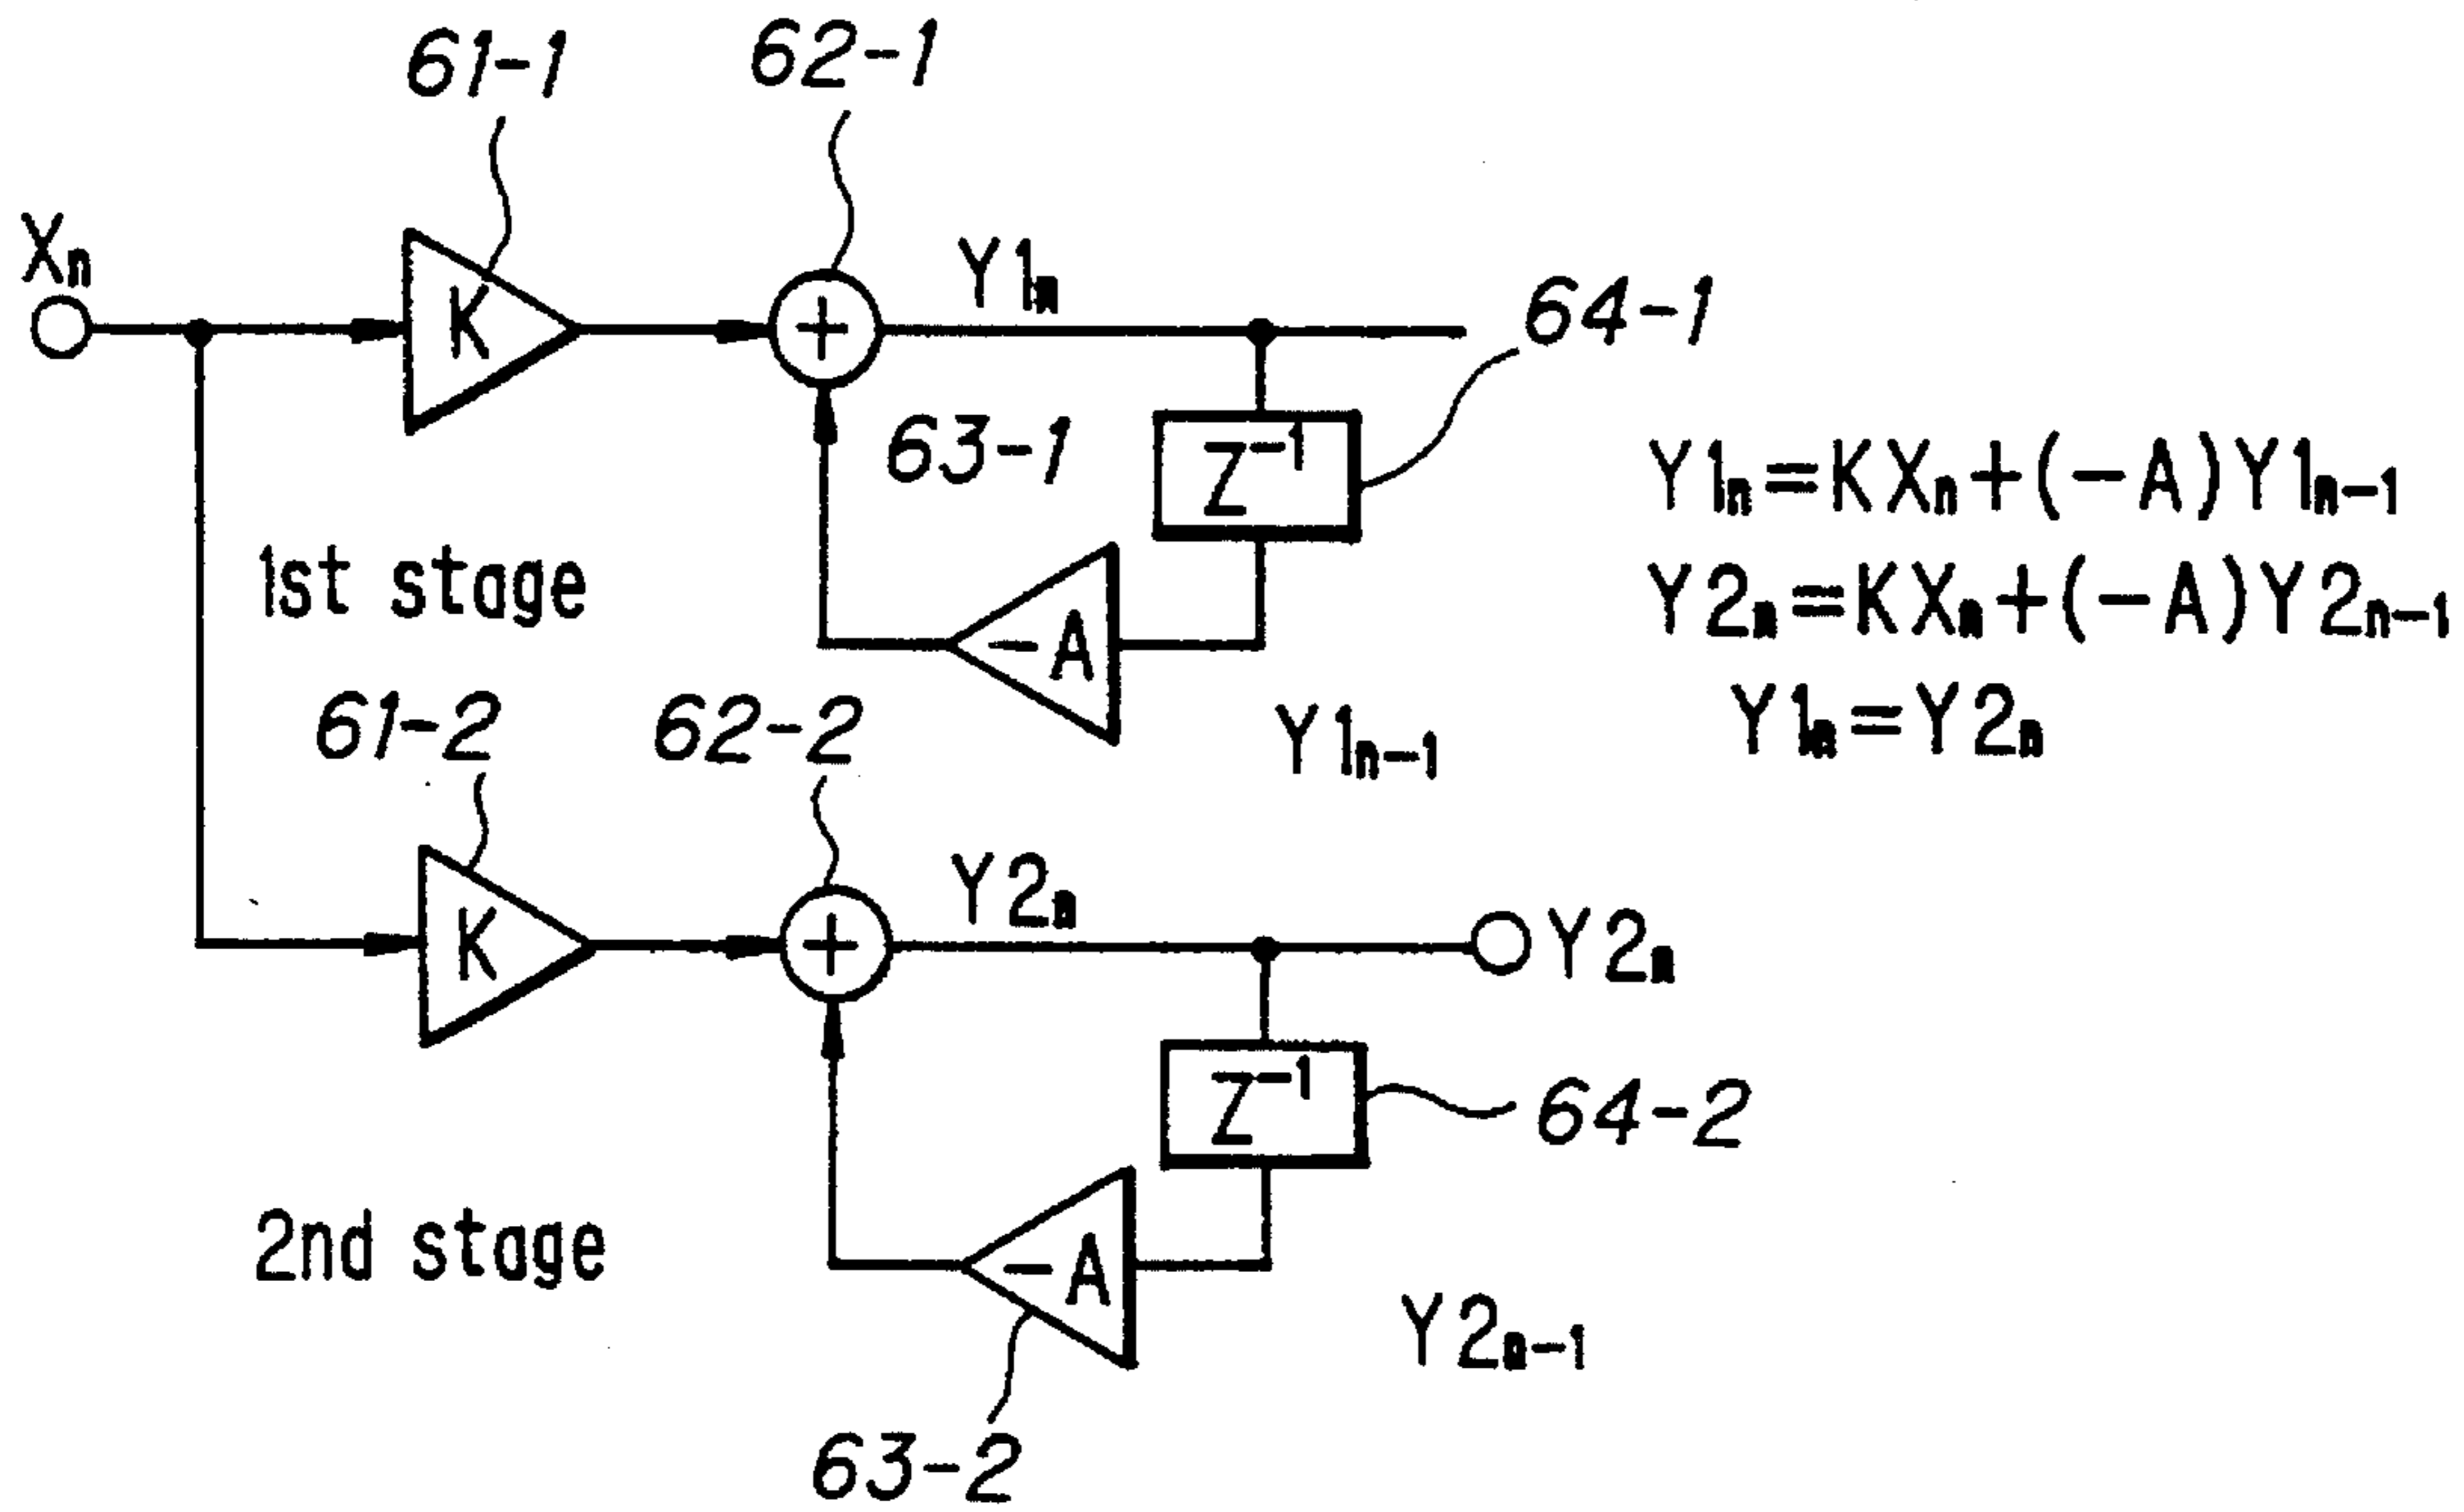 61-1
62-1
Xn
K
+
Y1n
64-1
63-1
Z-1
Y1n=KXn+(-A)Y1n-1
1st stage
-A
Y2n=KXn+(-A)Y2n-1
61-2
62-2
Y1n-1
Y1n=Y2n
K
+
Y2n
Y2n
Z-1
64-2
2nd stage
-A
Y2n-1
63-2